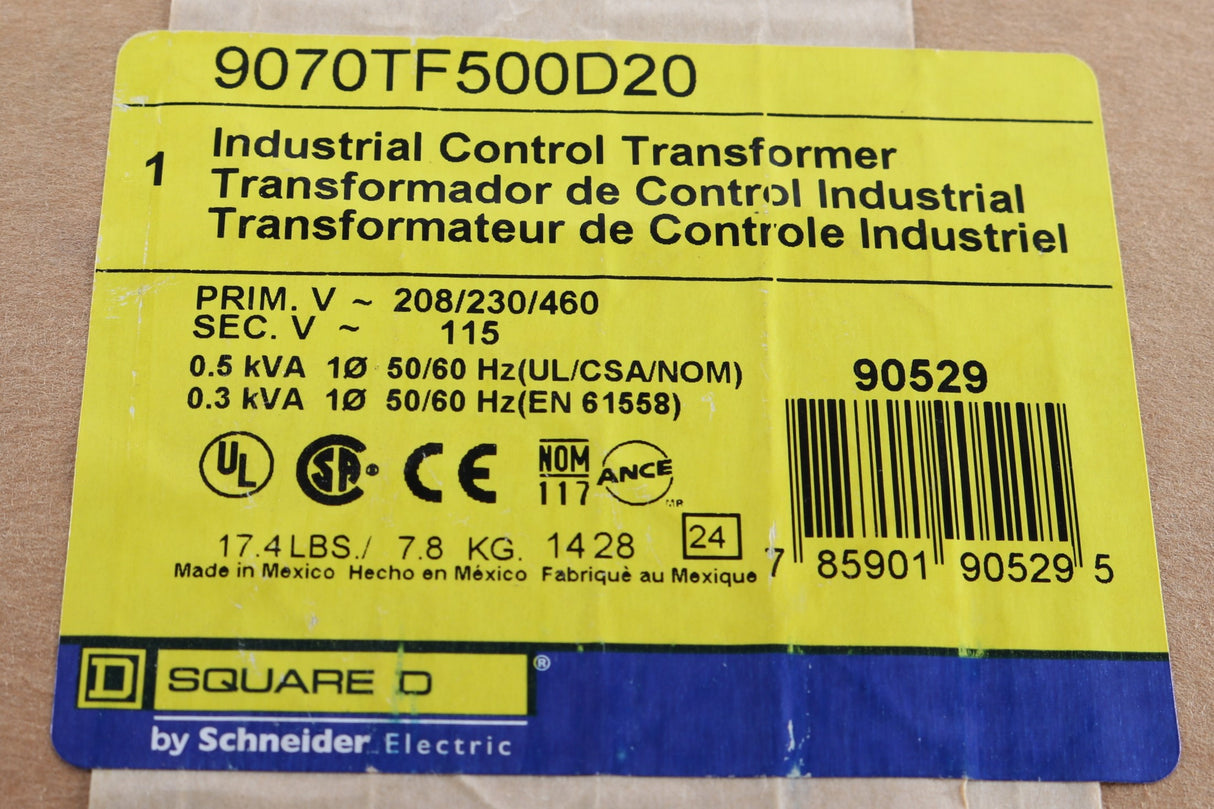 9070TF500D20
1
Industrial Control Transformer
Transformador de Control Industrial
Transformateur de Controle Industriel
PRIM. V ~ 208/230/460
SEC. V ~ 115
0.5 kVA 1Ø 50/60 Hz(UL/CSA/NOM)
0.3 kVA 1Ø 50/60 Hz(EN 61558)
90529
UL SA ® CE NOM 117 ANCE MR
17.4 LBS./ 7.8 KG. 1428 24
Made in Mexico Hecho en México Fabriquè au Mexique
7 85901 90529 5
D SQUARE D ®
by Schneider Electric